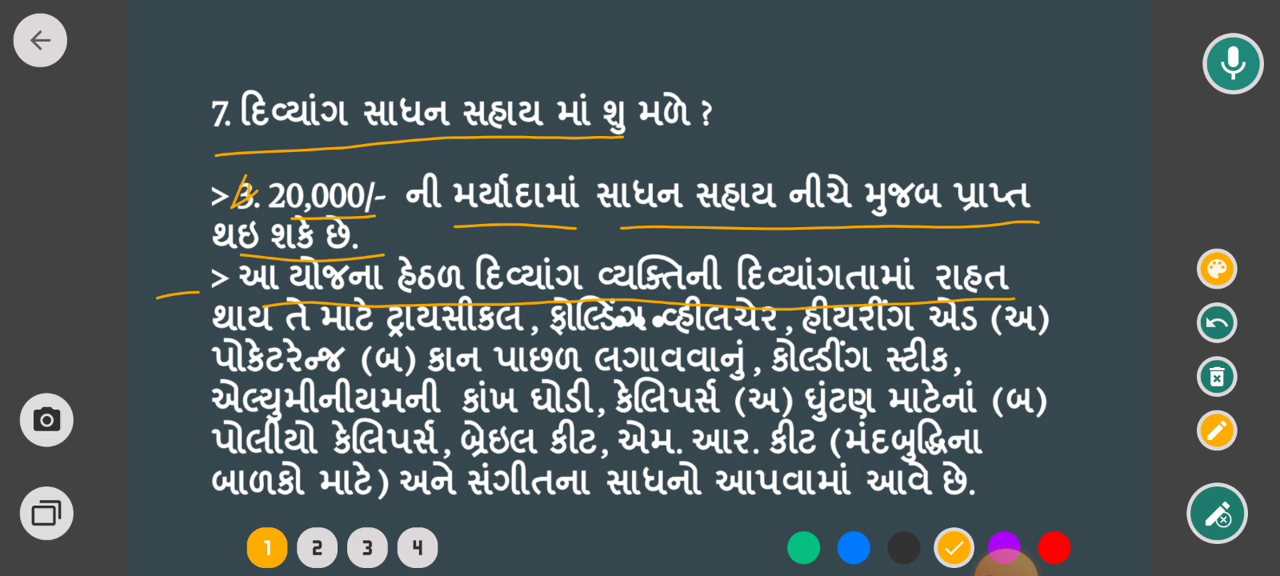 7. દિવ્યાંગ સાધન સહાય માં શુ મળે ?
> રૂ. 20,000/- ની મર્યાદામાં સાધન સહાય નીચે મુજબ પ્રાપ્ત
થઇ શકે છે.
> આ યોજના હેઠળ દિવ્યાંગ વ્યક્તિની દિવ્યાંગતામાં રાહત
થાય તે માટે ટ્રાયસીકલ , ફોલ્ડિંગ વ્હીલચેર , હીયરીંગ એડ (અ)
પોકેટરેન્જ (બ) કાન પાછળ લગાવવાનું , કોલ્ડીંગ સ્ટીક ,
એલ્યુમીનીયમની કાંખ ઘોડી , કેલિપર્સ (અ) ઘુંટણ માટેનાં (બ)
પોલીયો કેલિપર્સ , બ્રેઇલ કીટ , એમ. આર. કીટ (મંદબુદ્ધિના
બાળકો માટે) અને સંગીતના સાધનો આપવામાં આવે છે.
1 2 3 4